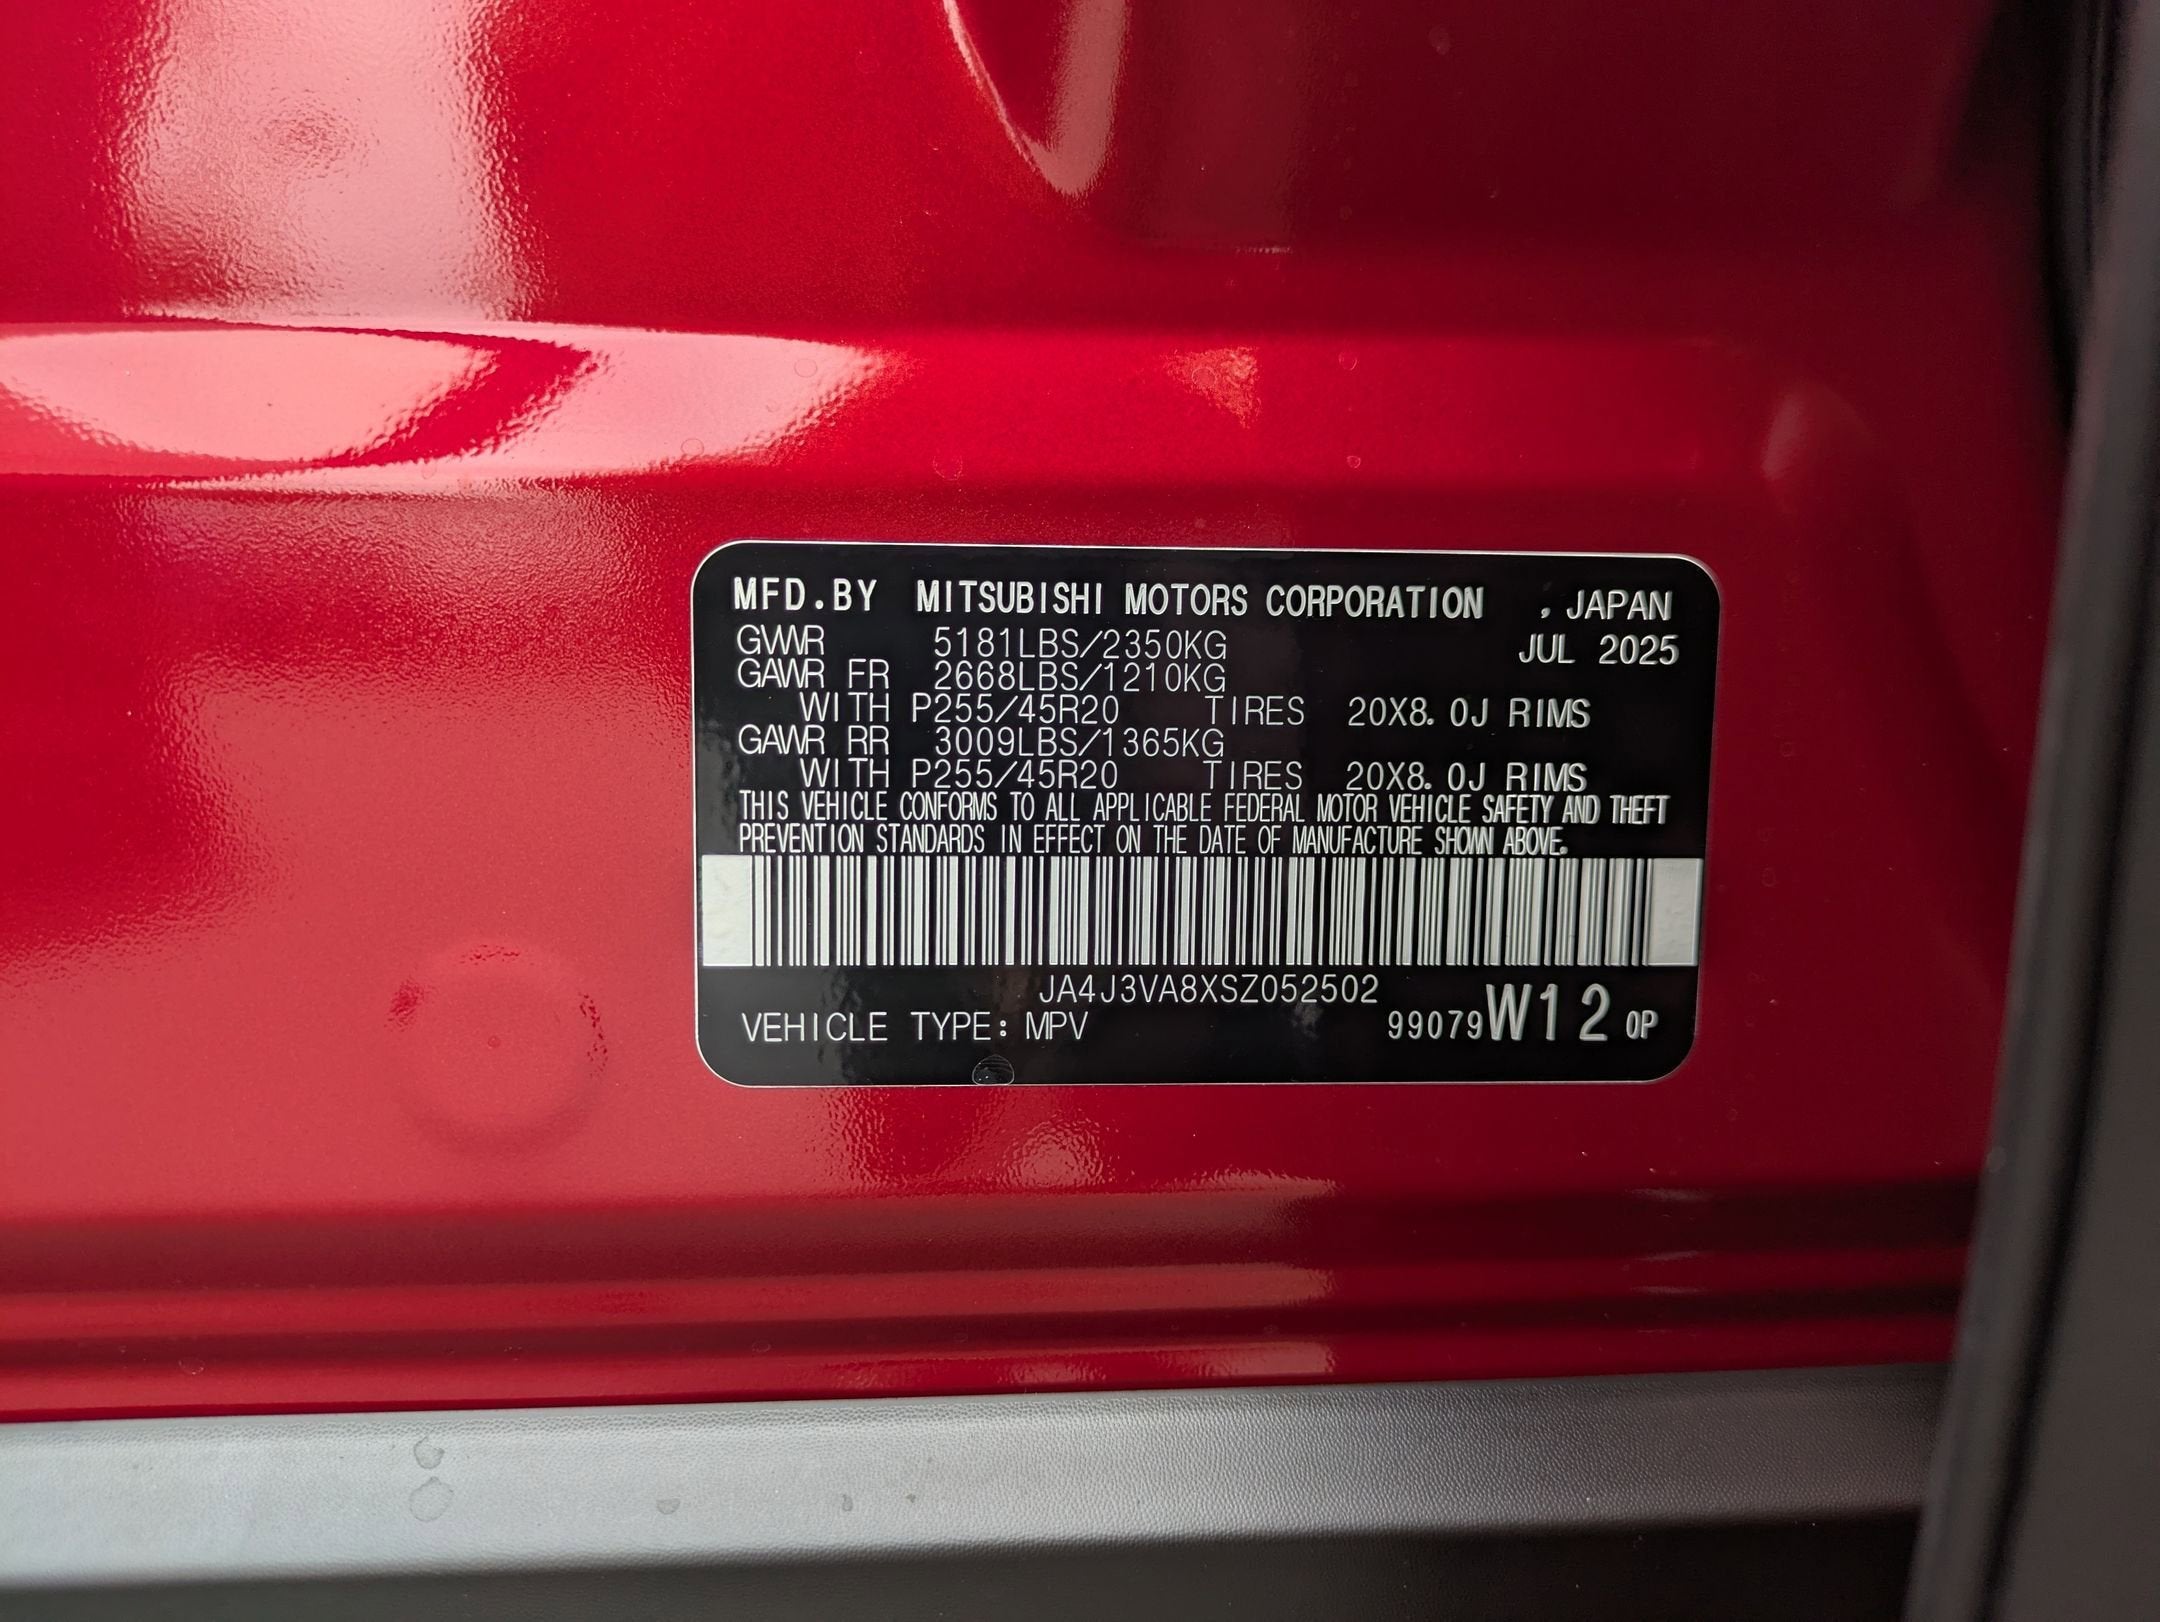 MFD.BY MITSUBISHI MOTORS CORPORATION , JAPAN
GVWR 5181LBS/2350KG JUL 2025
GAWR FR 2668LBS/1210KG
WITH P255/45R20 TIRES 20X8.0J RIMS
GAWR RR 3009LBS/1365KG
WITH P255/45R20 TIRES 20X8.0J RIMS
THIS VEHICLE CONFORMS TO ALL APPLICABLE FEDERAL MOTOR VEHICLE SAFETY AND THEFT
PREVENTION STANDARDS IN EFFECT ON THE DATE OF MANUFACTURE SHOWN ABOVE.
JA4J3VA8XSZ052502
VEHICLE TYPE: MPV 99079W12 0P